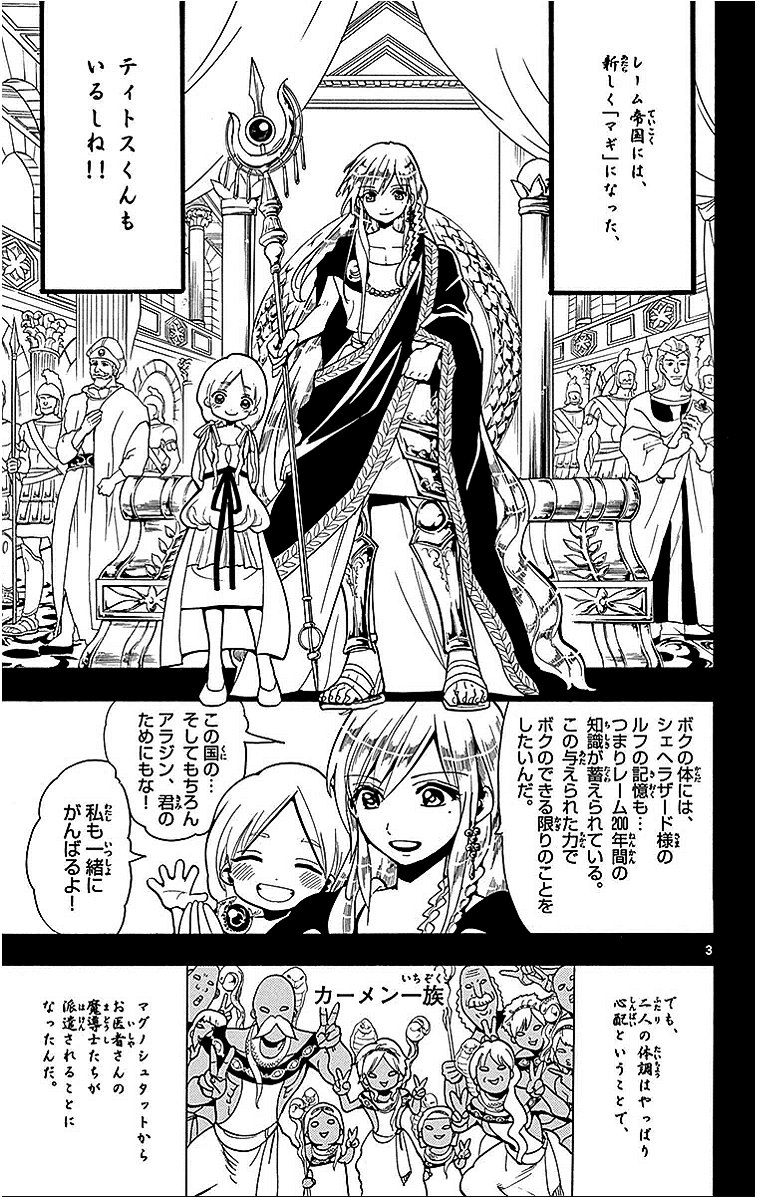 レーム帝国には、
新しく「マギ」になった、
ティトスくんも
いるしね!!
ボクの体には、
シェヘラザード様の
ルフの記憶も…
つまりレーム200年間の
知識が蓄えられている。
この与えられた力で
ボクのできる限りのことを
したいんだ。
この国の…
そしてもちろん
アラジン、君の
ためにもな!
私も一緒に
がんばるよ!
3
でも、
二人の体調はやっぱり
心配ということで、
カーメン一族
マグノシュタットから
お医者さんの
魔導士たちが
派遣されることに
なったんだ。